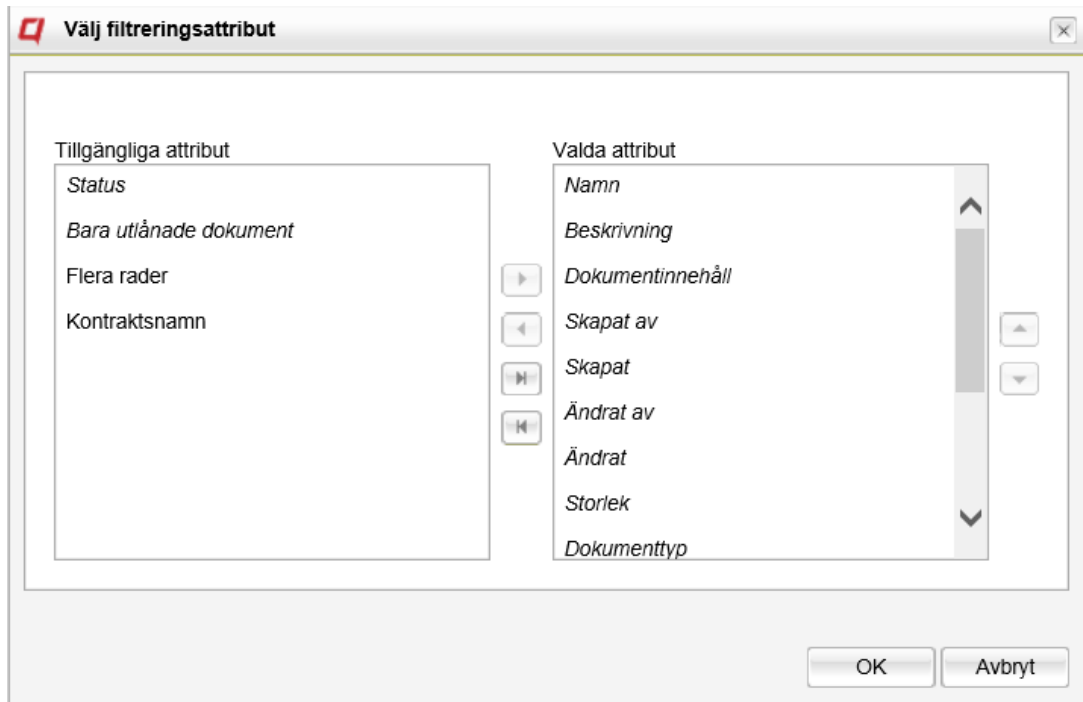 Välj filtreringsattribut
Tillgängliga attribut
Status
Bara utlånade dokument
Flera rader
Kontraktsnamn
Valda attribut
Namn
Beskrivning
Dokumentinnehåll
Skapat av
Skapat
Ändrat av
Ändrat
Storlek
Dokumenttyp
OK
Avbryt